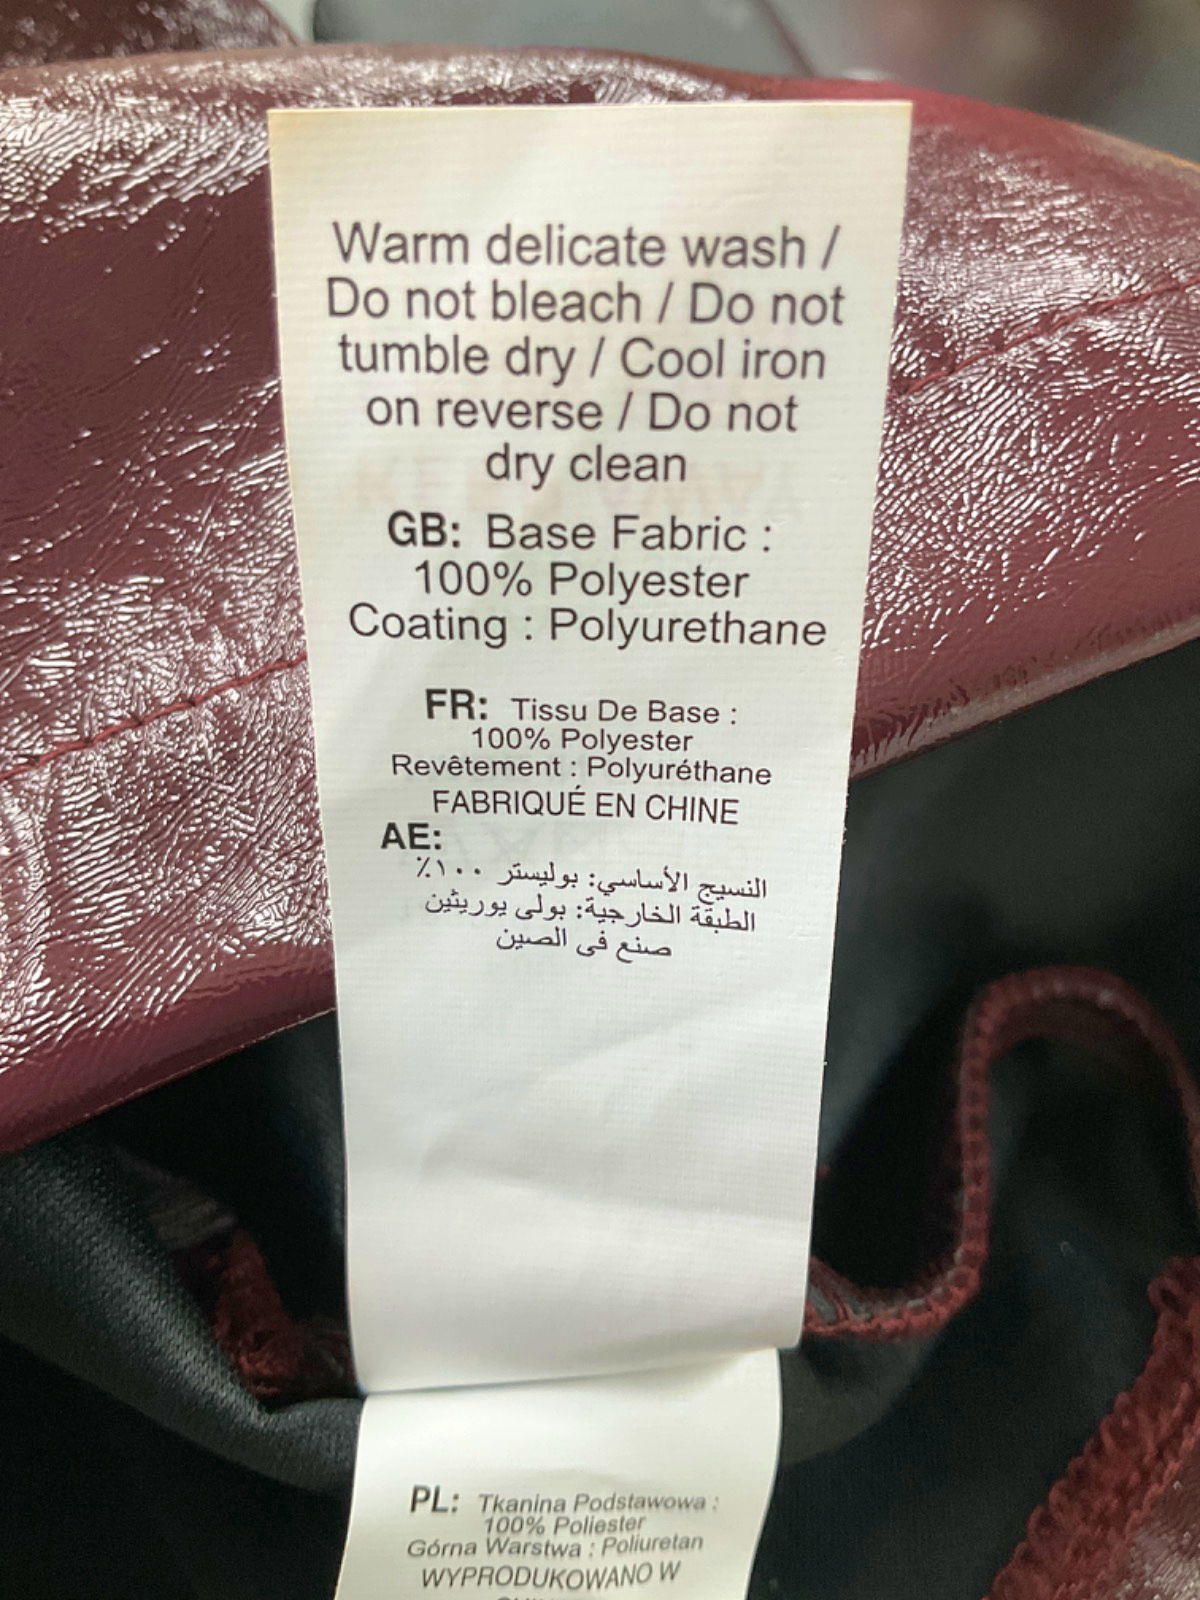 Warm delicate wash /
Do not bleach / Do not
tumble dry / Cool iron
on reverse / Do not
dry clean
GB: Base Fabric :
100% Polyester
Coating : Polyurethane
FR: Tissu De Base :
100% Polyester
Revêtement : Polyuréthane
FABRIQUÉ EN CHINE
AE:
النسيج الأساسي: بوليستر ١٠٠٪
الطبقة الخارجية: بولى يوريثين
صنع فى الصين
PL: Tkanina Podstawowa :
100% Poliester
Górna Warstwa : Poliuretan
WYPRODUKOWANO W